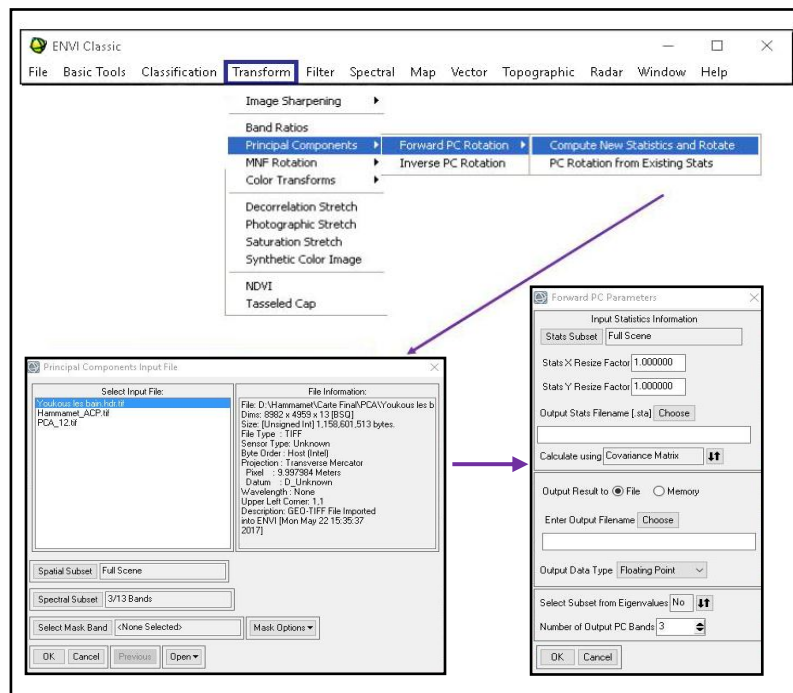 ENVI Classic
File Basic Tools Classification Transform Filter Spectral Map Vector Topographic Radar Window Help
Image Sharpening
Band Ratios
Principal Components
Forward PC Rotation
Compute New Statistics and Rotate
MNF Rotation
Inverse PC Rotation
PC Rotation from Existing Stats
Color Transforms
Decorrelation Stretch
Photographic Stretch
Saturation Stretch
Synthetic Color Image
NDVI
Tasseled Cap
Principal Components Input File
Select Input File:
Youkous les bain.hdr.tif
Hammamet_ACP.tif
PCA_12.tif
File Information:
File: D:\Hammamet\Carte Final\PCA\Youkous les b
Dims: 8982 x 4959 x 13 [BSQ]
Size: [Unsigned Int] 1,158,601,513 bytes.
File Type : TIFF
Sensor Type: Unknown
Byte Order : Host (Intel)
Projection : Transverse Mercator
Pixel : 9.997984 Meters
Datum : D_Unknown
Wavelength : None
Upper Left Corner: 1,1
Description: GEO-TIFF File Imported
into ENVI [Mon May 22 15:35:37
2017]
Spatial Subset Full Scene
Spectral Subset 3/13 Bands
Select Mask Band <None Selected> Mask Options
OK Cancel Previous Open
Forward PC Parameters
Input Statistics Information
Stats Subset Full Scene
Stats X Resize Factor 1.000000
Stats Y Resize Factor 1.000000
Output Stats Filename [.sta] Choose
Calculate using Covariance Matrix
Output Result to File Memory
Enter Output Filename Choose
Output Data Type Floating Point
Select Subset from Eigenvalues No
Number of Output PC Bands 3
OK Cancel